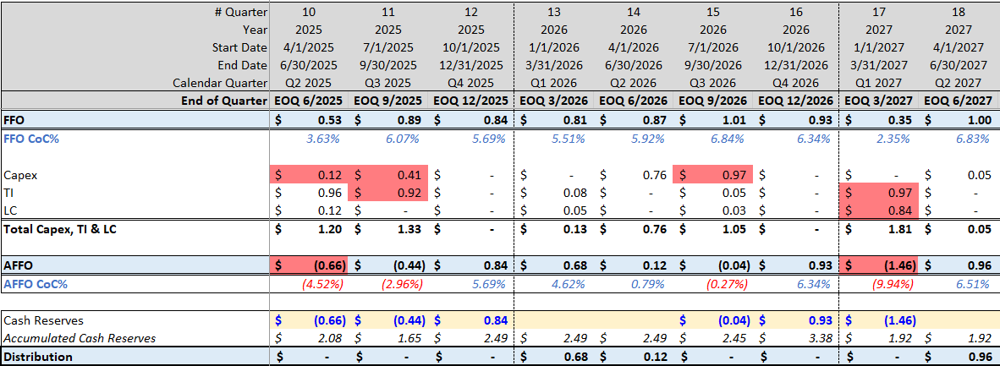 # Quarter 10 11 12 13 14 15 16 17 18
Year 2025 2025 2025 2026 2026 2026 2026 2027 2027
Start Date 4/1/2025 7/1/2025 10/1/2025 1/1/2026 4/1/2026 7/1/2026 10/1/2026 1/1/2027 4/1/2027
End Date 6/30/2025 9/30/2025 12/31/2025 3/31/2026 6/30/2026 9/30/2026 12/31/2026 3/31/2027 6/30/2027
Calendar Quarter Q2 2025 Q3 2025 Q4 2025 Q1 2026 Q2 2026 Q3 2026 Q4 2026 Q1 2027 Q2 2027
End of Quarter EOQ 6/2025 EOQ 9/2025 EOQ 12/2025 EOQ 3/2026 EOQ 6/2026 EOQ 9/2026 EOQ 12/2026 EOQ 3/2027 EOQ 6/2027
FFO $ 0.53 $ 0.89 $ 0.84 $ 0.81 $ 0.87 $ 1.01 $ 0.93 $ 0.35 $ 1.00
FFO CoC% 3.63% 6.07% 5.69% 5.51% 5.92% 6.84% 6.34% 2.35% 6.83%
Capex $ 0.12 $ 0.41 $ - $ - $ 0.76 $ 0.97 $ - $ - $ 0.05
TI $ 0.96 $ 0.92 $ - $ 0.08 $ - $ 0.05 $ - $ 0.97 $ -
LC $ 0.12 $ - $ - $ 0.05 $ - $ 0.03 $ - $ 0.84 $ -
Total Capex, TI & LC $ 1.20 $ 1.33 $ - $ 0.13 $ 0.76 $ 1.05 $ - $ 1.81 $ 0.05
AFFO $ (0.66) $ (0.44) $ 0.84 $ 0.68 $ 0.12 $ (0.04) $ 0.93 $ (1.46) $ 0.96
AFFO CoC% (4.52%) (2.96%) 5.69% 4.62% 0.79% (0.27%) 6.34% (9.94%) 6.51%
Cash Reserves $ (0.66) $ (0.44) $ 0.84 $ (0.04) $ 0.93 $ (1.46)
Accumulated Cash Reserves $ 2.08 $ 1.65 $ 2.49 $ 2.49 $ 2.49 $ 2.45 $ 3.38 $ 1.92 $ 1.92
Distribution $ - $ - $ - $ 0.68 $ 0.12 $ - $ - $ - $ 0.96